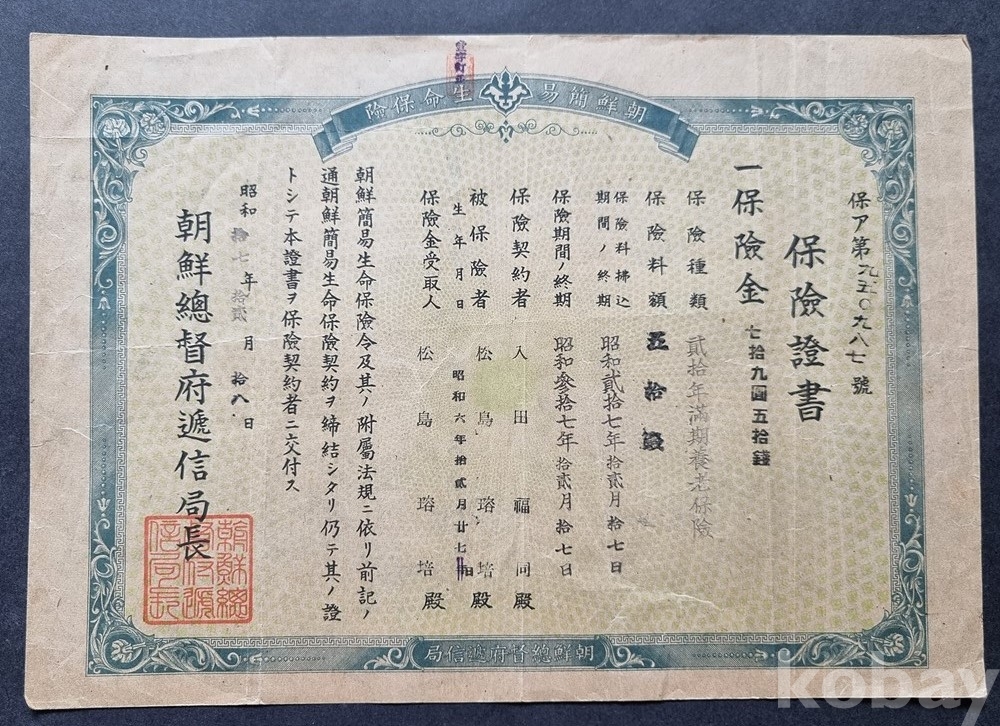 朝鮮簡易生命保險
保ア第九五〇九八七號
保險證書
一保險金 七拾九圓五拾錢
保險種類 貳拾年滿期養老保險
保險料額 五拾錢
保險料拂込期間ノ終期 昭和貳拾七年拾貳月拾七日
保險期間ノ終期 昭和參拾七年拾貳月拾七日
保險契約者 入田福同殿
被保險者 松島瑢培殿
生年月日 昭和六年拾貳月廿七日
保險金受取人 松島瑢培殿
朝鮮簡易生命保險令及其ノ附屬法規ニ依リ前記ノ
通朝鮮簡易生命保險契約ヲ締結シタリ仍テ其ノ證
トシテ本證書ヲ保險契約者ニ交付ス
昭和拾七年拾貳月拾八日
朝鮮總督府遞信局長
朝鮮總督府遞信局長
朝鮮總督府遞信局
kobay